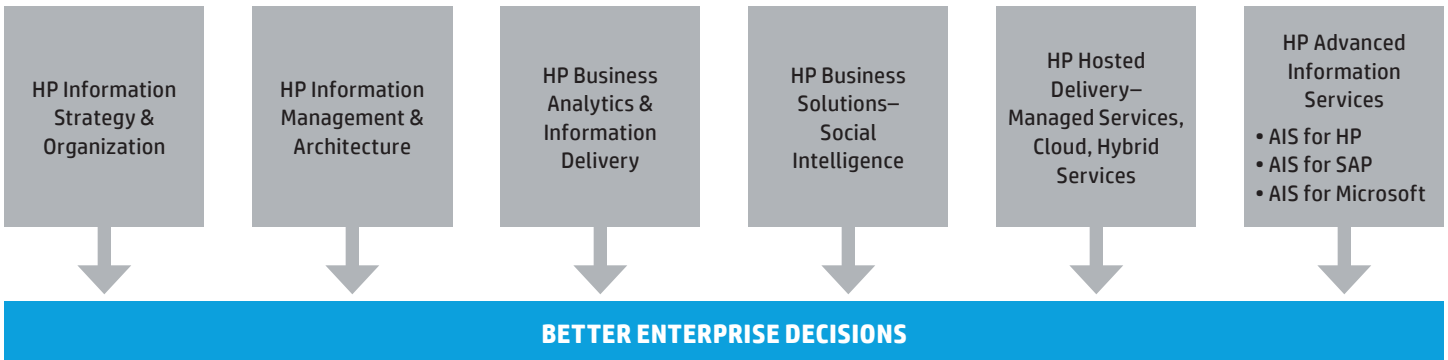 HP Information
Strategy &
Organization
HP Information
Management &
Architecture
HP Business
Analytics &
Information
Delivery
HP Business
Solutions–
Social
Intelligence
HP Hosted
Delivery–
Managed Services,
Cloud, Hybrid
Services
HP Advanced
Information
Services
• AIS for HP
• AIS for SAP
• AIS for Microsoft
BETTER ENTERPRISE DECISIONS